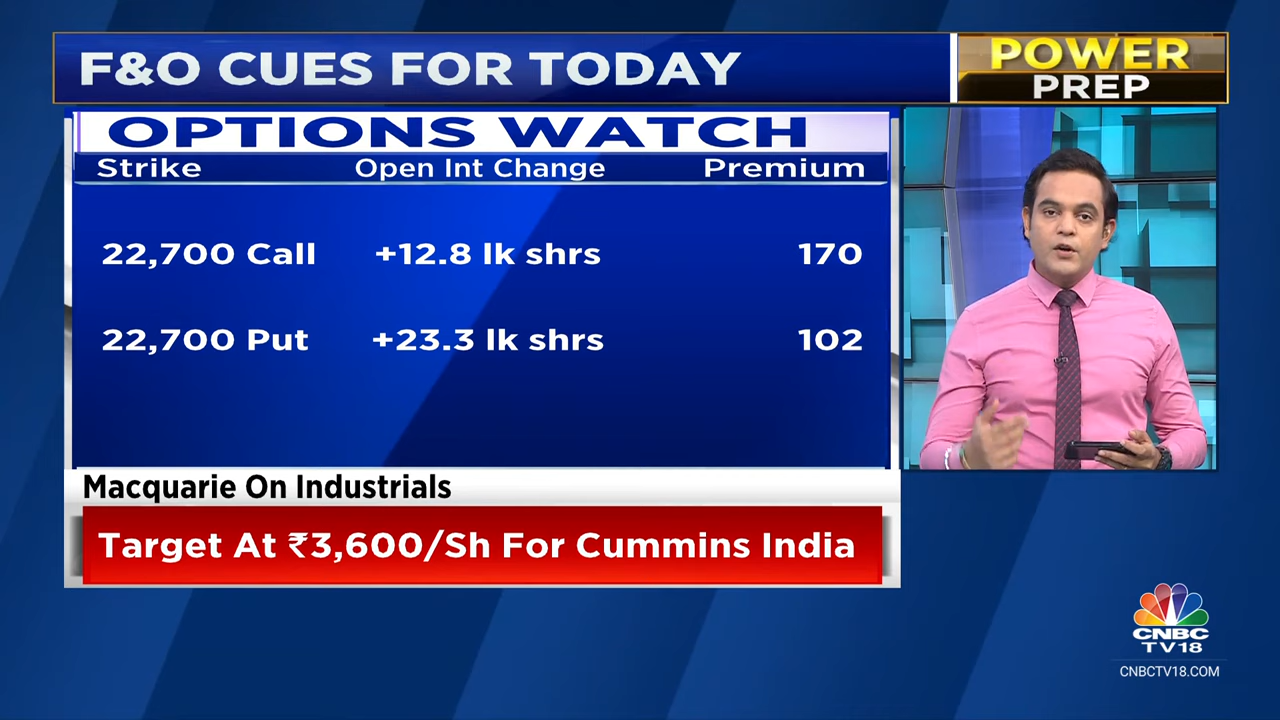 F&O CUES FOR TODAY
POWER
PREP
OPTIONS WATCH
Strike Open Int Change Premium
22,700 Call +12.8 lk shrs 170
22,700 Put +23.3 lk shrs 102
Macquarie On Industrials
Target At ₹3,600/Sh For Cummins India
CNBC
TV18
CNBCTV18.COM